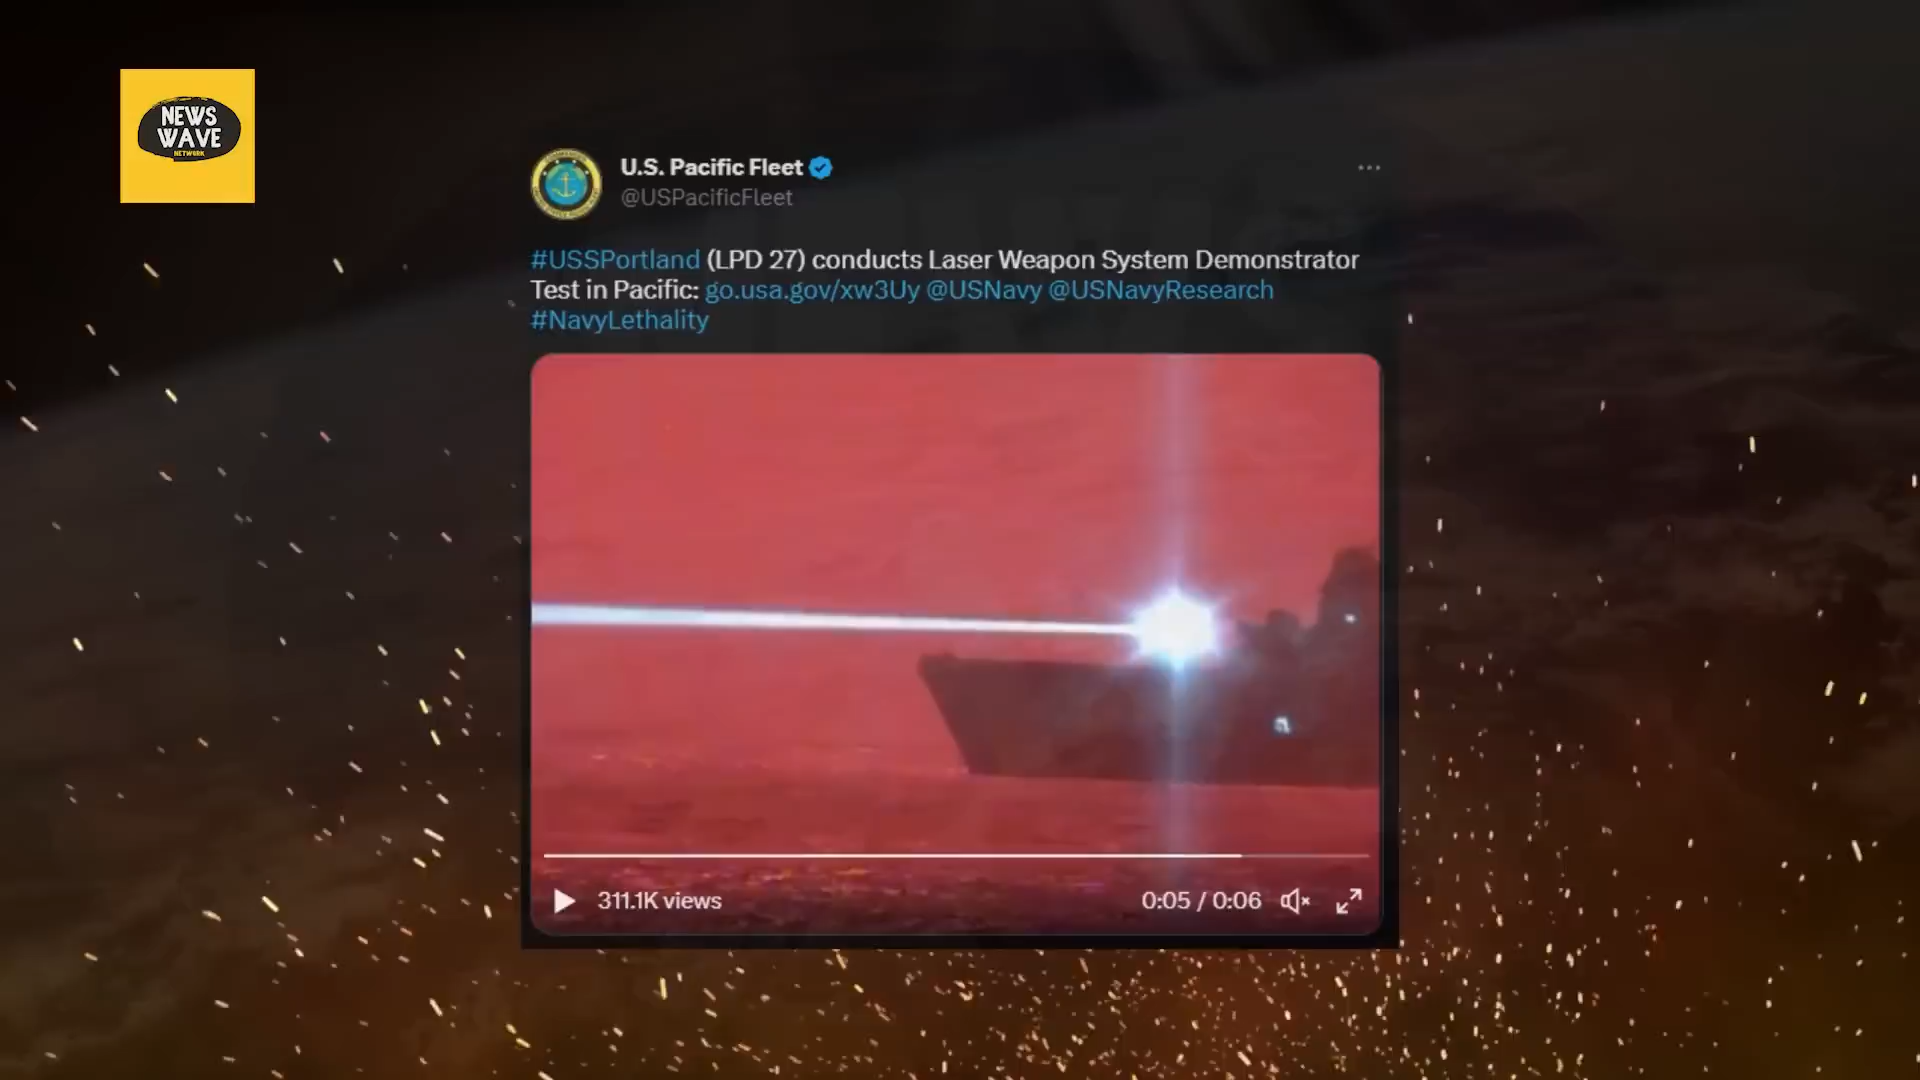 NEWS
WAVE
NETWORK
U.S. Pacific Fleet
@USPacificFleet
#USSPortland (LPD 27) conducts Laser Weapon System Demonstrator
Test in Pacific: go.usa.gov/xw3Uy @USNavy @USNavyResearch
#NavyLethality
311.1K views
0:05 / 0:06